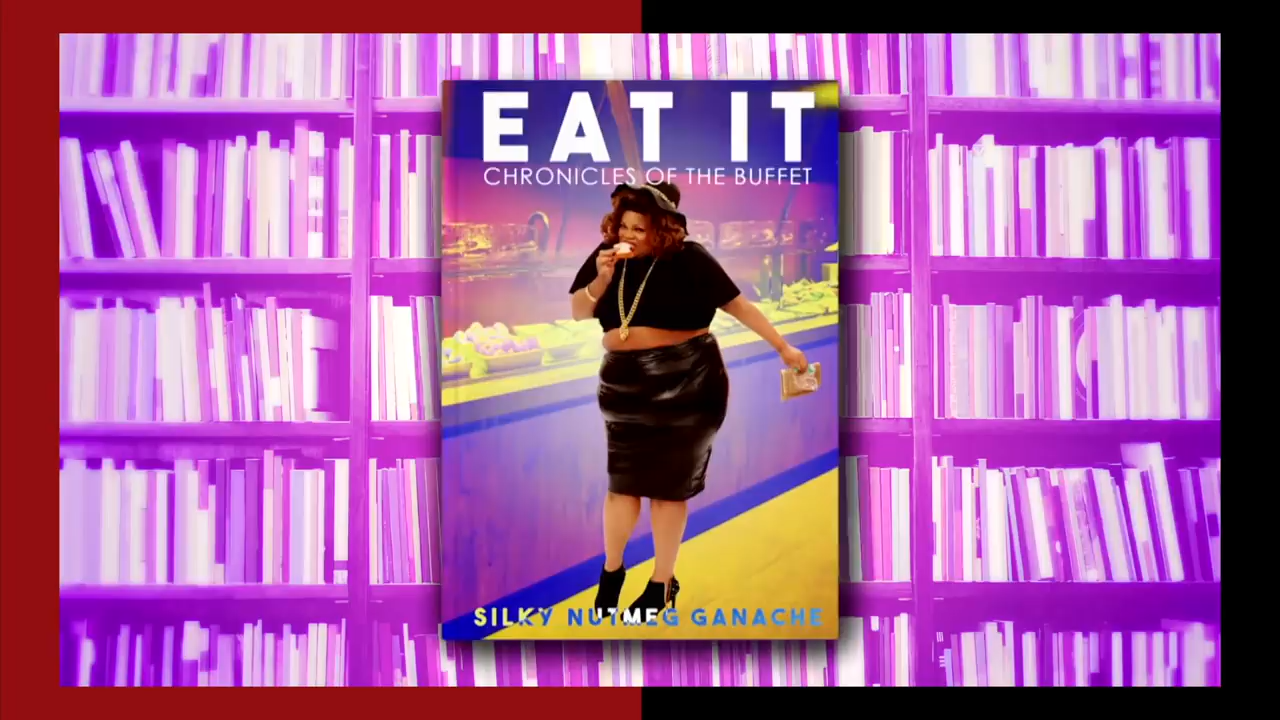 EAT IT
CHRONICLES OF THE BUFFET
SILKY NUTMEG GANACHE